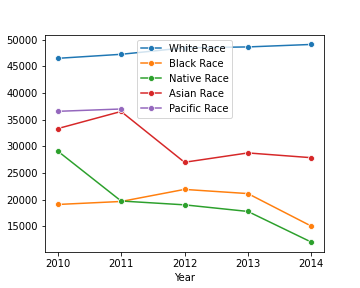 50000
45000
40000
35000
30000
25000
20000
15000
White Race
Black Race
Native Race
Asian Race
Pacific Race
2010 2011 2012 2013 2014
Year